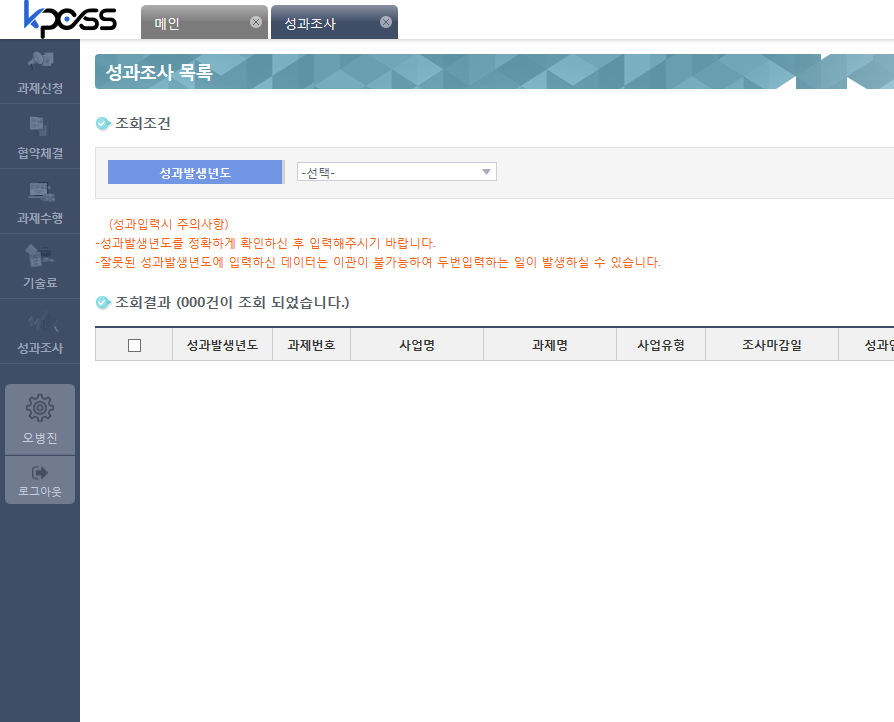 kposs
메인
성과조사
과제신청
협약체결
과제수행
기술료
성과조사
오병진
로그아웃
성과조사 목록
조회조건
성과발생년도
-선택-
(성과입력시 주의사항)
-성과발생년도를 정확하게 확인하신 후 입력해주시기 바랍니다.
-잘못된 성과발생년도에 입력하신 데이터는 이관이 불가능하여 두번입력하는 일이 발생하실 수 있습니다.
조회결과 (000건이 조회 되었습니다.)
성과발생년도 과제번호 사업명 과제명 사업유형 조사마감일